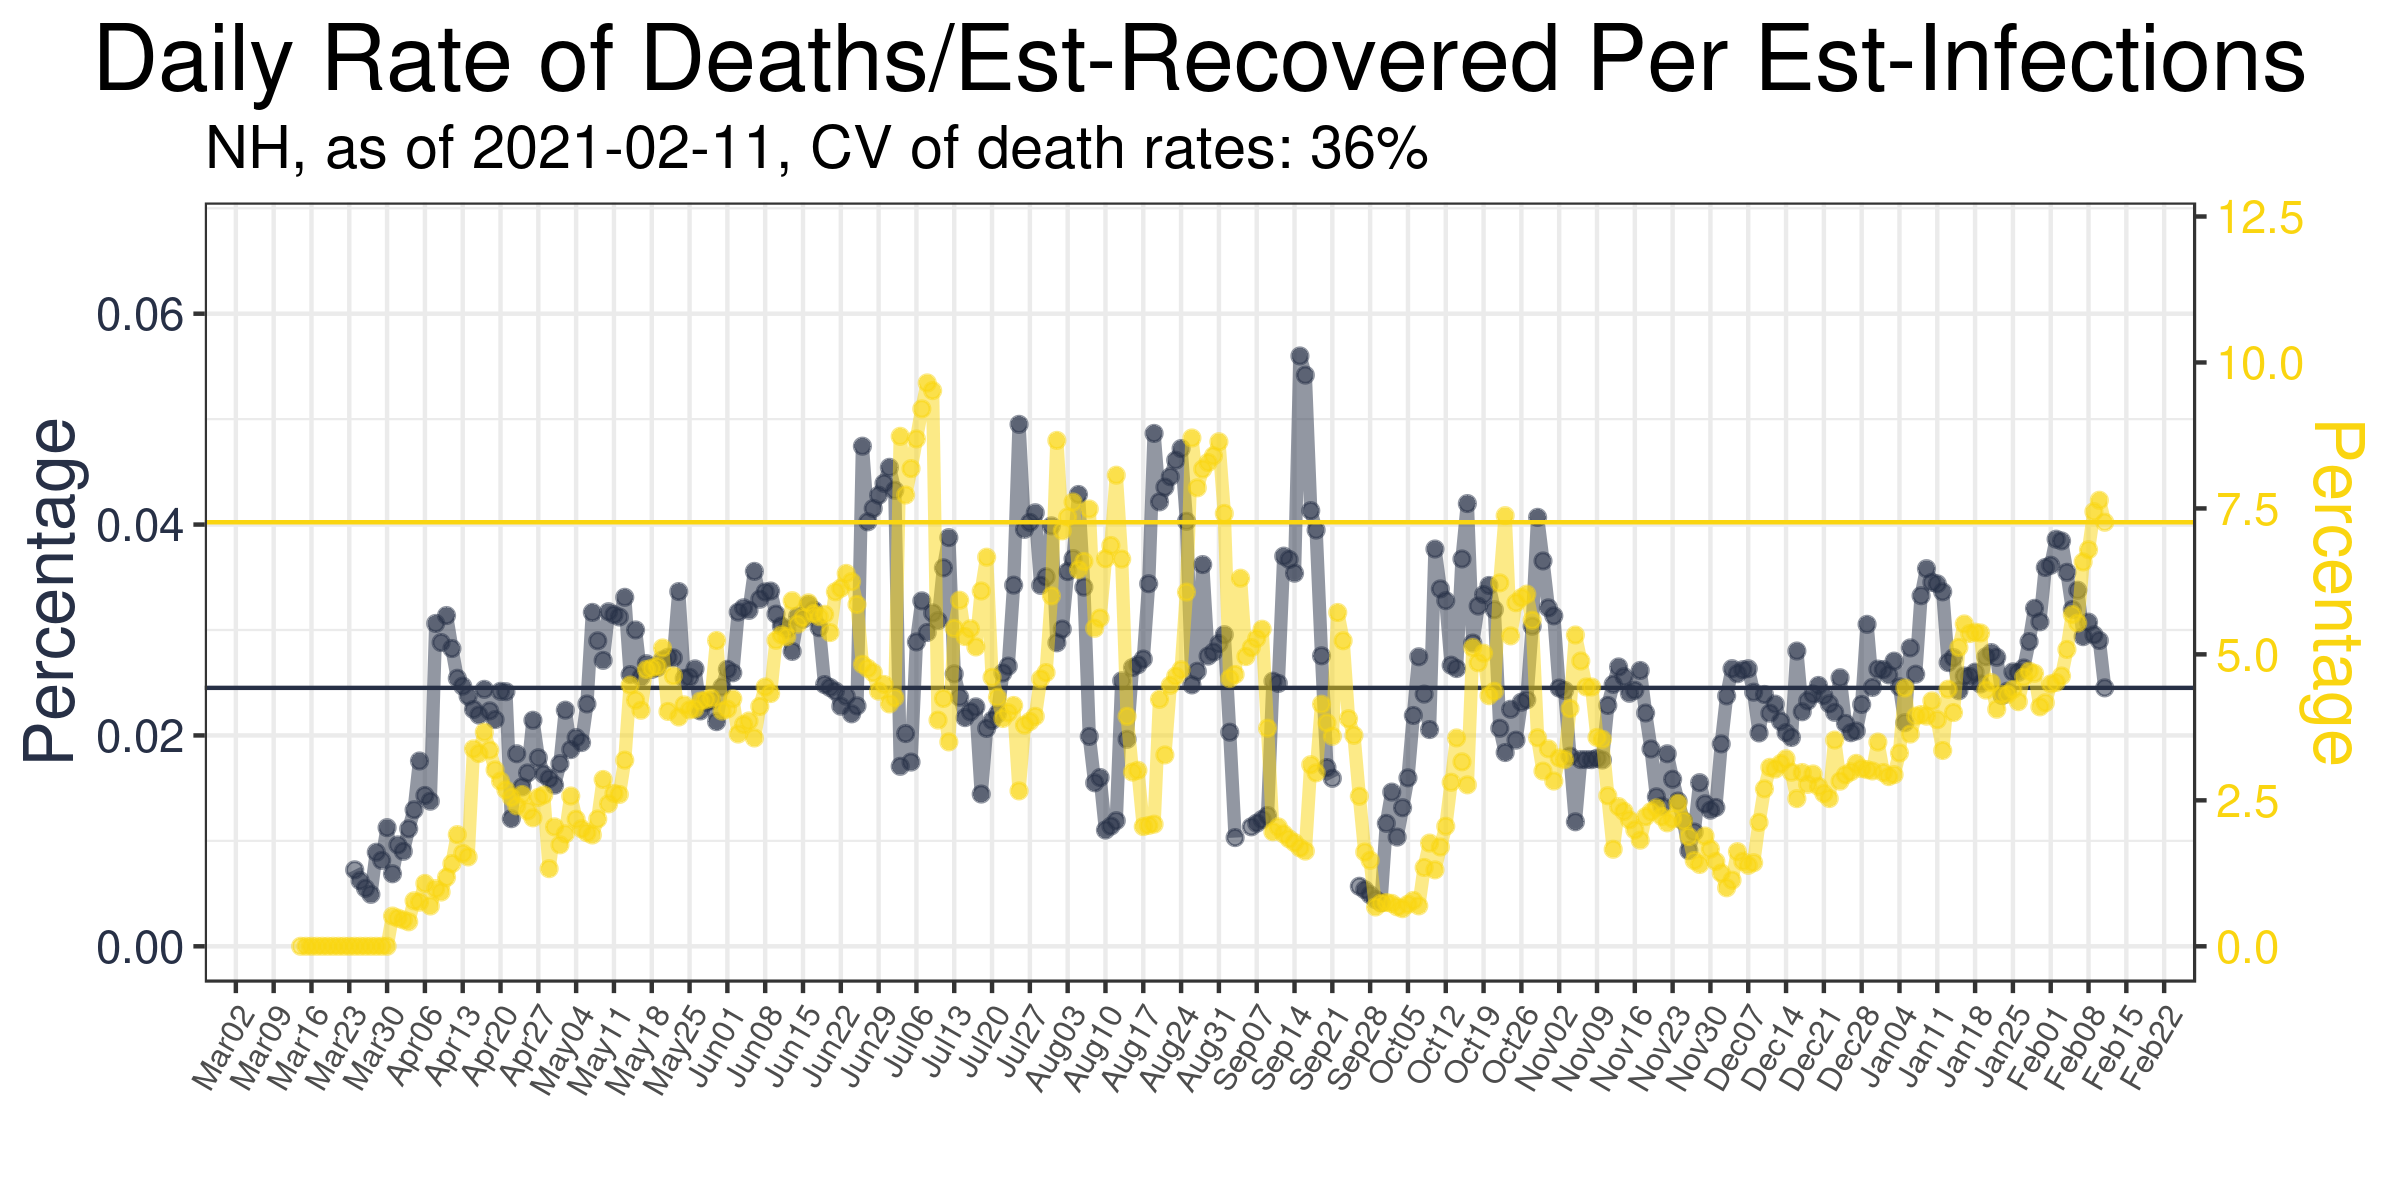 Daily Rate of Deaths/Est-Recovered Per Est-Infections
NH, as of 2021-02-11, CV of death rates: 36%
Percentage
0.06
0.04
0.02
0.00
12.5
10.0
7.5
5.0
2.5
0.0
Percentage
Mar02
Mar09
Mar16
Mar23
Mar30
Apr06
Apr13
Apr20
Apr27
May04
May11
May18
May25
Jun01
Jun08
Jun15
Jun22
Jun29
Jul06
Jul13
Jul20
Jul27
Aug03
Aug10
Aug17
Aug24
Aug31
Sep07
Sep14
Sep21
Sep28
Oct05
Oct12
Oct19
Oct26
Nov02
Nov09
Nov16
Nov23
Nov30
Dec07
Dec14
Dec21
Dec28
Jan04
Jan11
Jan18
Jan25
Feb01
Feb08
Feb15
Feb22